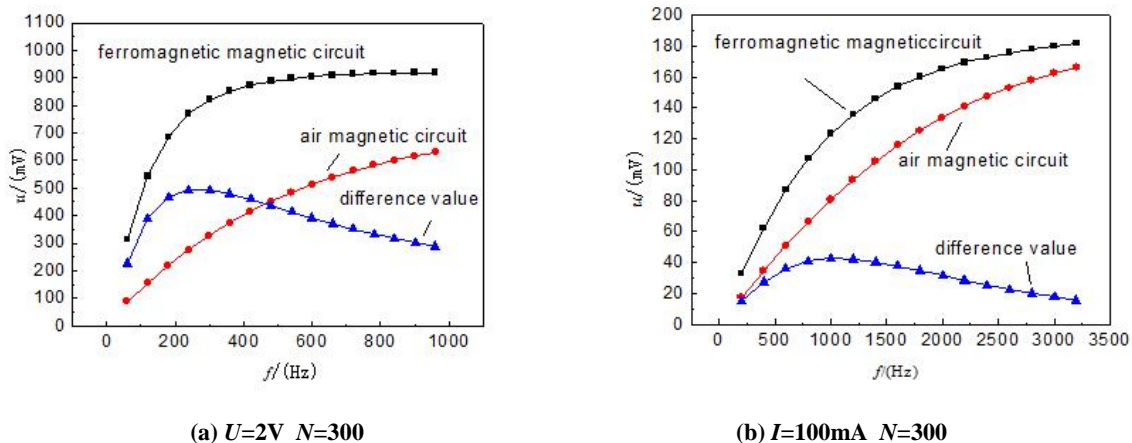 1100
1000
900
800
700
600
500
400
300
200
100
0
u/(mV)
ferromagnetic magnetic circuit
air magnetic circuit
difference value
0 200 400 600 800 1000
f/(Hz)
(a) U=2V N=300
200
180
160
140
120
100
80
60
40
20
0
u/(mV)
ferromagnetic magneticcircuit
air magnetic circuit
difference value
0 500 1000 1500 2000 2500 3000 3500
f/(Hz)
(b) I=100mA N=300